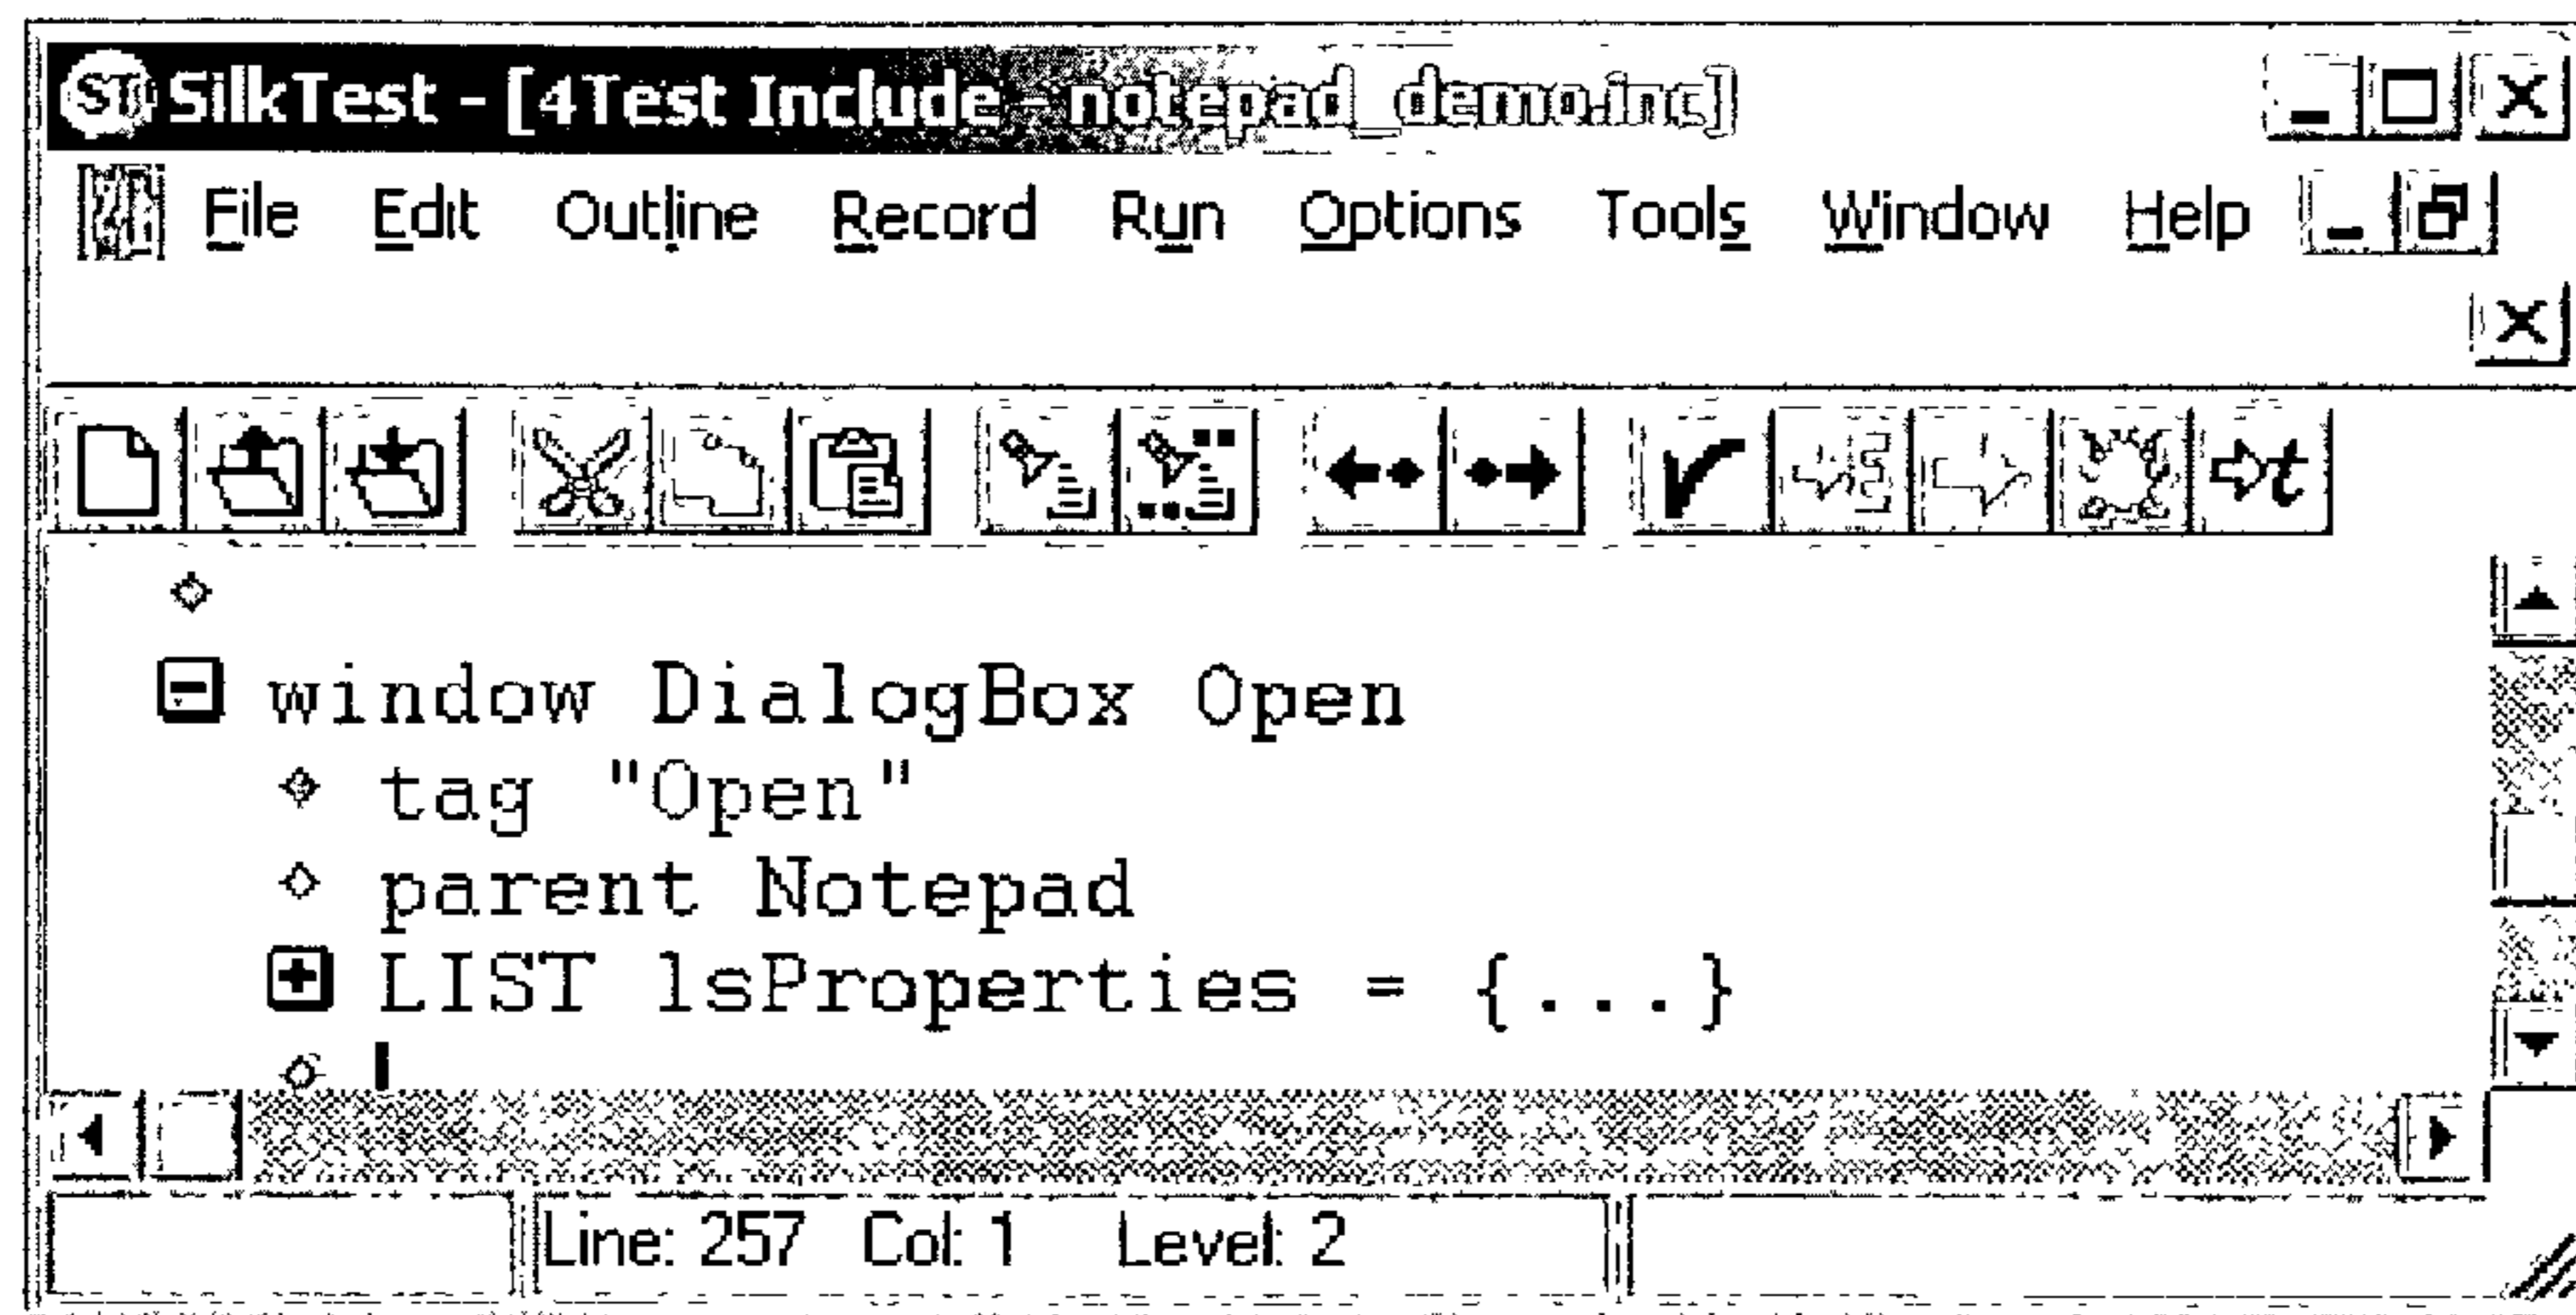 ST SilkTest - [4Test Include - notepad_demo.inc]
File Edit Outline Record Run Options Tools Window Help
t
window DialogBox Open
tag "Open"
parent Notepad
LIST lsProperties = {...}
Line: 257 Col: 1 Level: 2